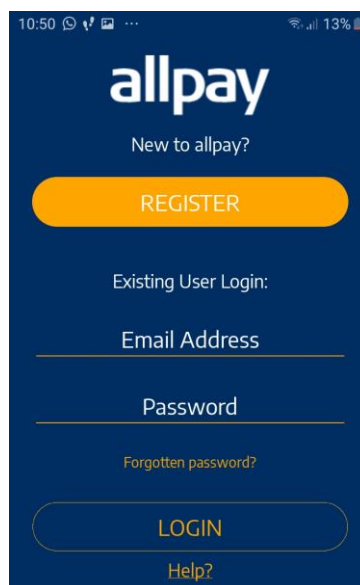 10:50 ... 13%
allpay
New to allpay?
REGISTER
Existing User Login:
Email Address
Password
Forgotten password?
LOGIN
Help?